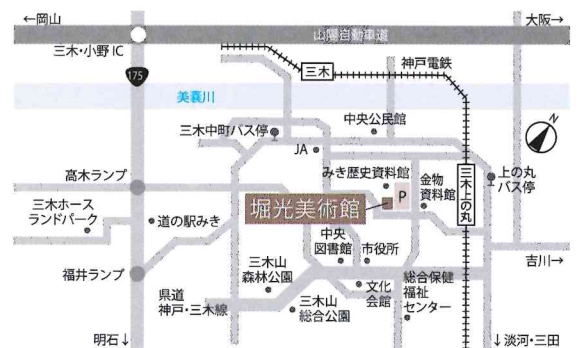 ←岡山
大阪→
山陽自動車道
三木・小野IC
三木
神戸電鉄
175
美嚢川
N
三木中町バス停
中央公民館
JA
高木ランプ
みき歴史資料館
P
金物
資料館
三木上の丸
上の丸
バス停
三木ホース
ランドパーク
道の駅みき
堀光美術館
中央
図書館
市役所
吉川→
福井ランプ
三木山
森林公園
文化
会館
総合保健
福祉
センター
県道
神戸・三木線
三木山
総合公園
明石↓
↓淡河・三田